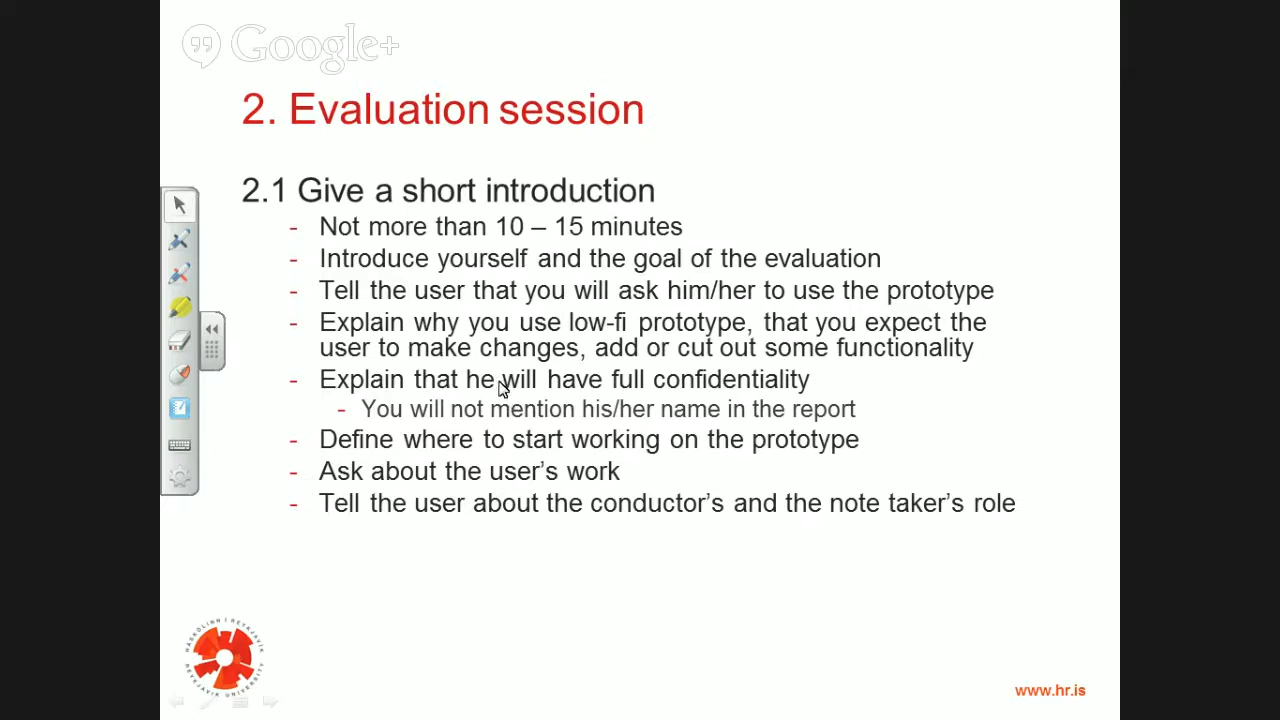 Google+
2. Evaluation session
2.1 Give a short introduction
- Not more than 10 – 15 minutes
- Introduce yourself and the goal of the evaluation
- Tell the user that you will ask him/her to use the prototype
- Explain why you use low-fi prototype, that you expect the
user to make changes, add or cut out some functionality
- Explain that he will have full confidentiality
- You will not mention his/her name in the report
- Define where to start working on the prototype
- Ask about the user's work
- Tell the user about the conductor's and the note taker's role
HÁSKÓLINN Í REYKJAVÍK
REYKJAVIK UNIVERSITY
www.hr.is